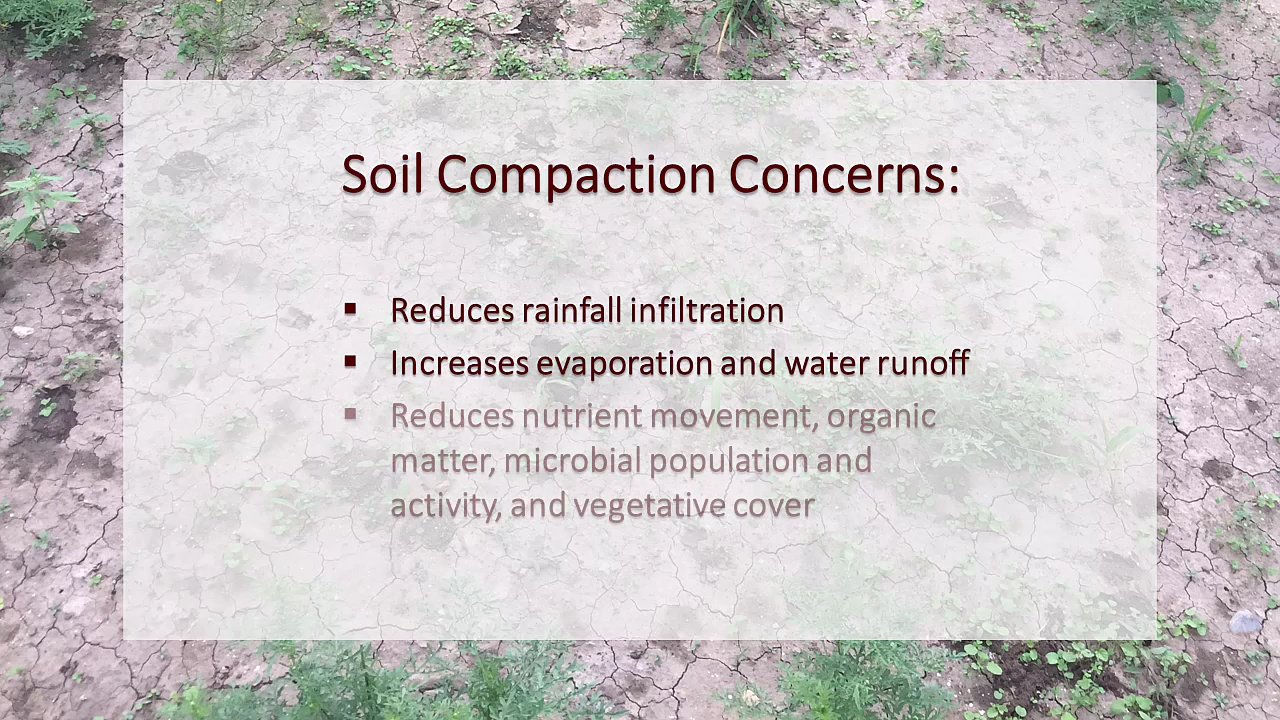 Soil Compaction Concerns:
▪ Reduces rainfall infiltration
▪ Increases evaporation and water runoff
▪ Reduces nutrient movement, organic
matter, microbial population and
activity, and vegetative cover